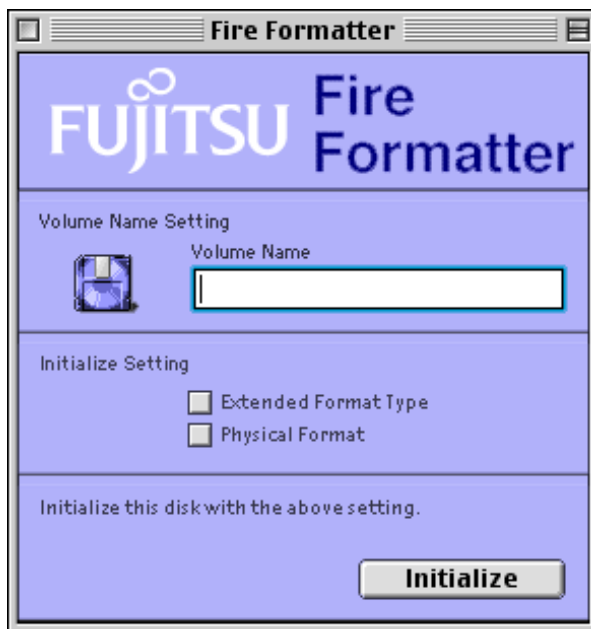 Fire Formatter
FUJITSU
Fire
Formatter
Volume Name Setting
Volume Name
Initialize Setting
Extended Format Type
Physical Format
Initialize this disk with the above setting.
Initialize